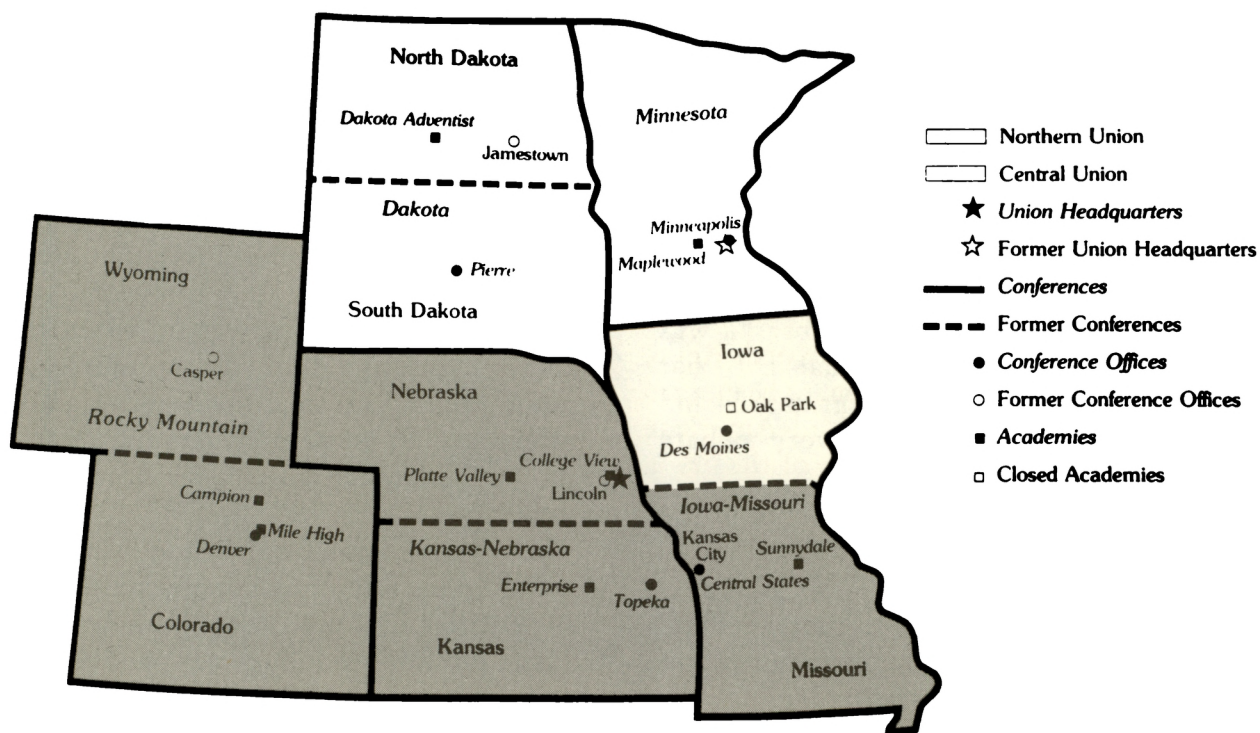 North Dakota
Dakota Adventist
Jamestown
Dakota
Pierre
South Dakota
Minnesota
Minneapolis
Maplewood
Wyoming
Casper
Rocky Mountain
Campion
Mile High
Denver
Colorado
Nebraska
Platte Valley
College View
Lincoln
Kansas-Nebraska
Enterprise
Topeka
Kansas
Iowa
Oak Park
Des Moines
Iowa-Missouri
Kansas
City
Sunnydale
Central States
Missouri
Northern Union
Central Union
Union Headquarters
Former Union Headquarters
Conferences
Former Conferences
Conference Offices
Former Conference Offices
Academies
Closed Academies